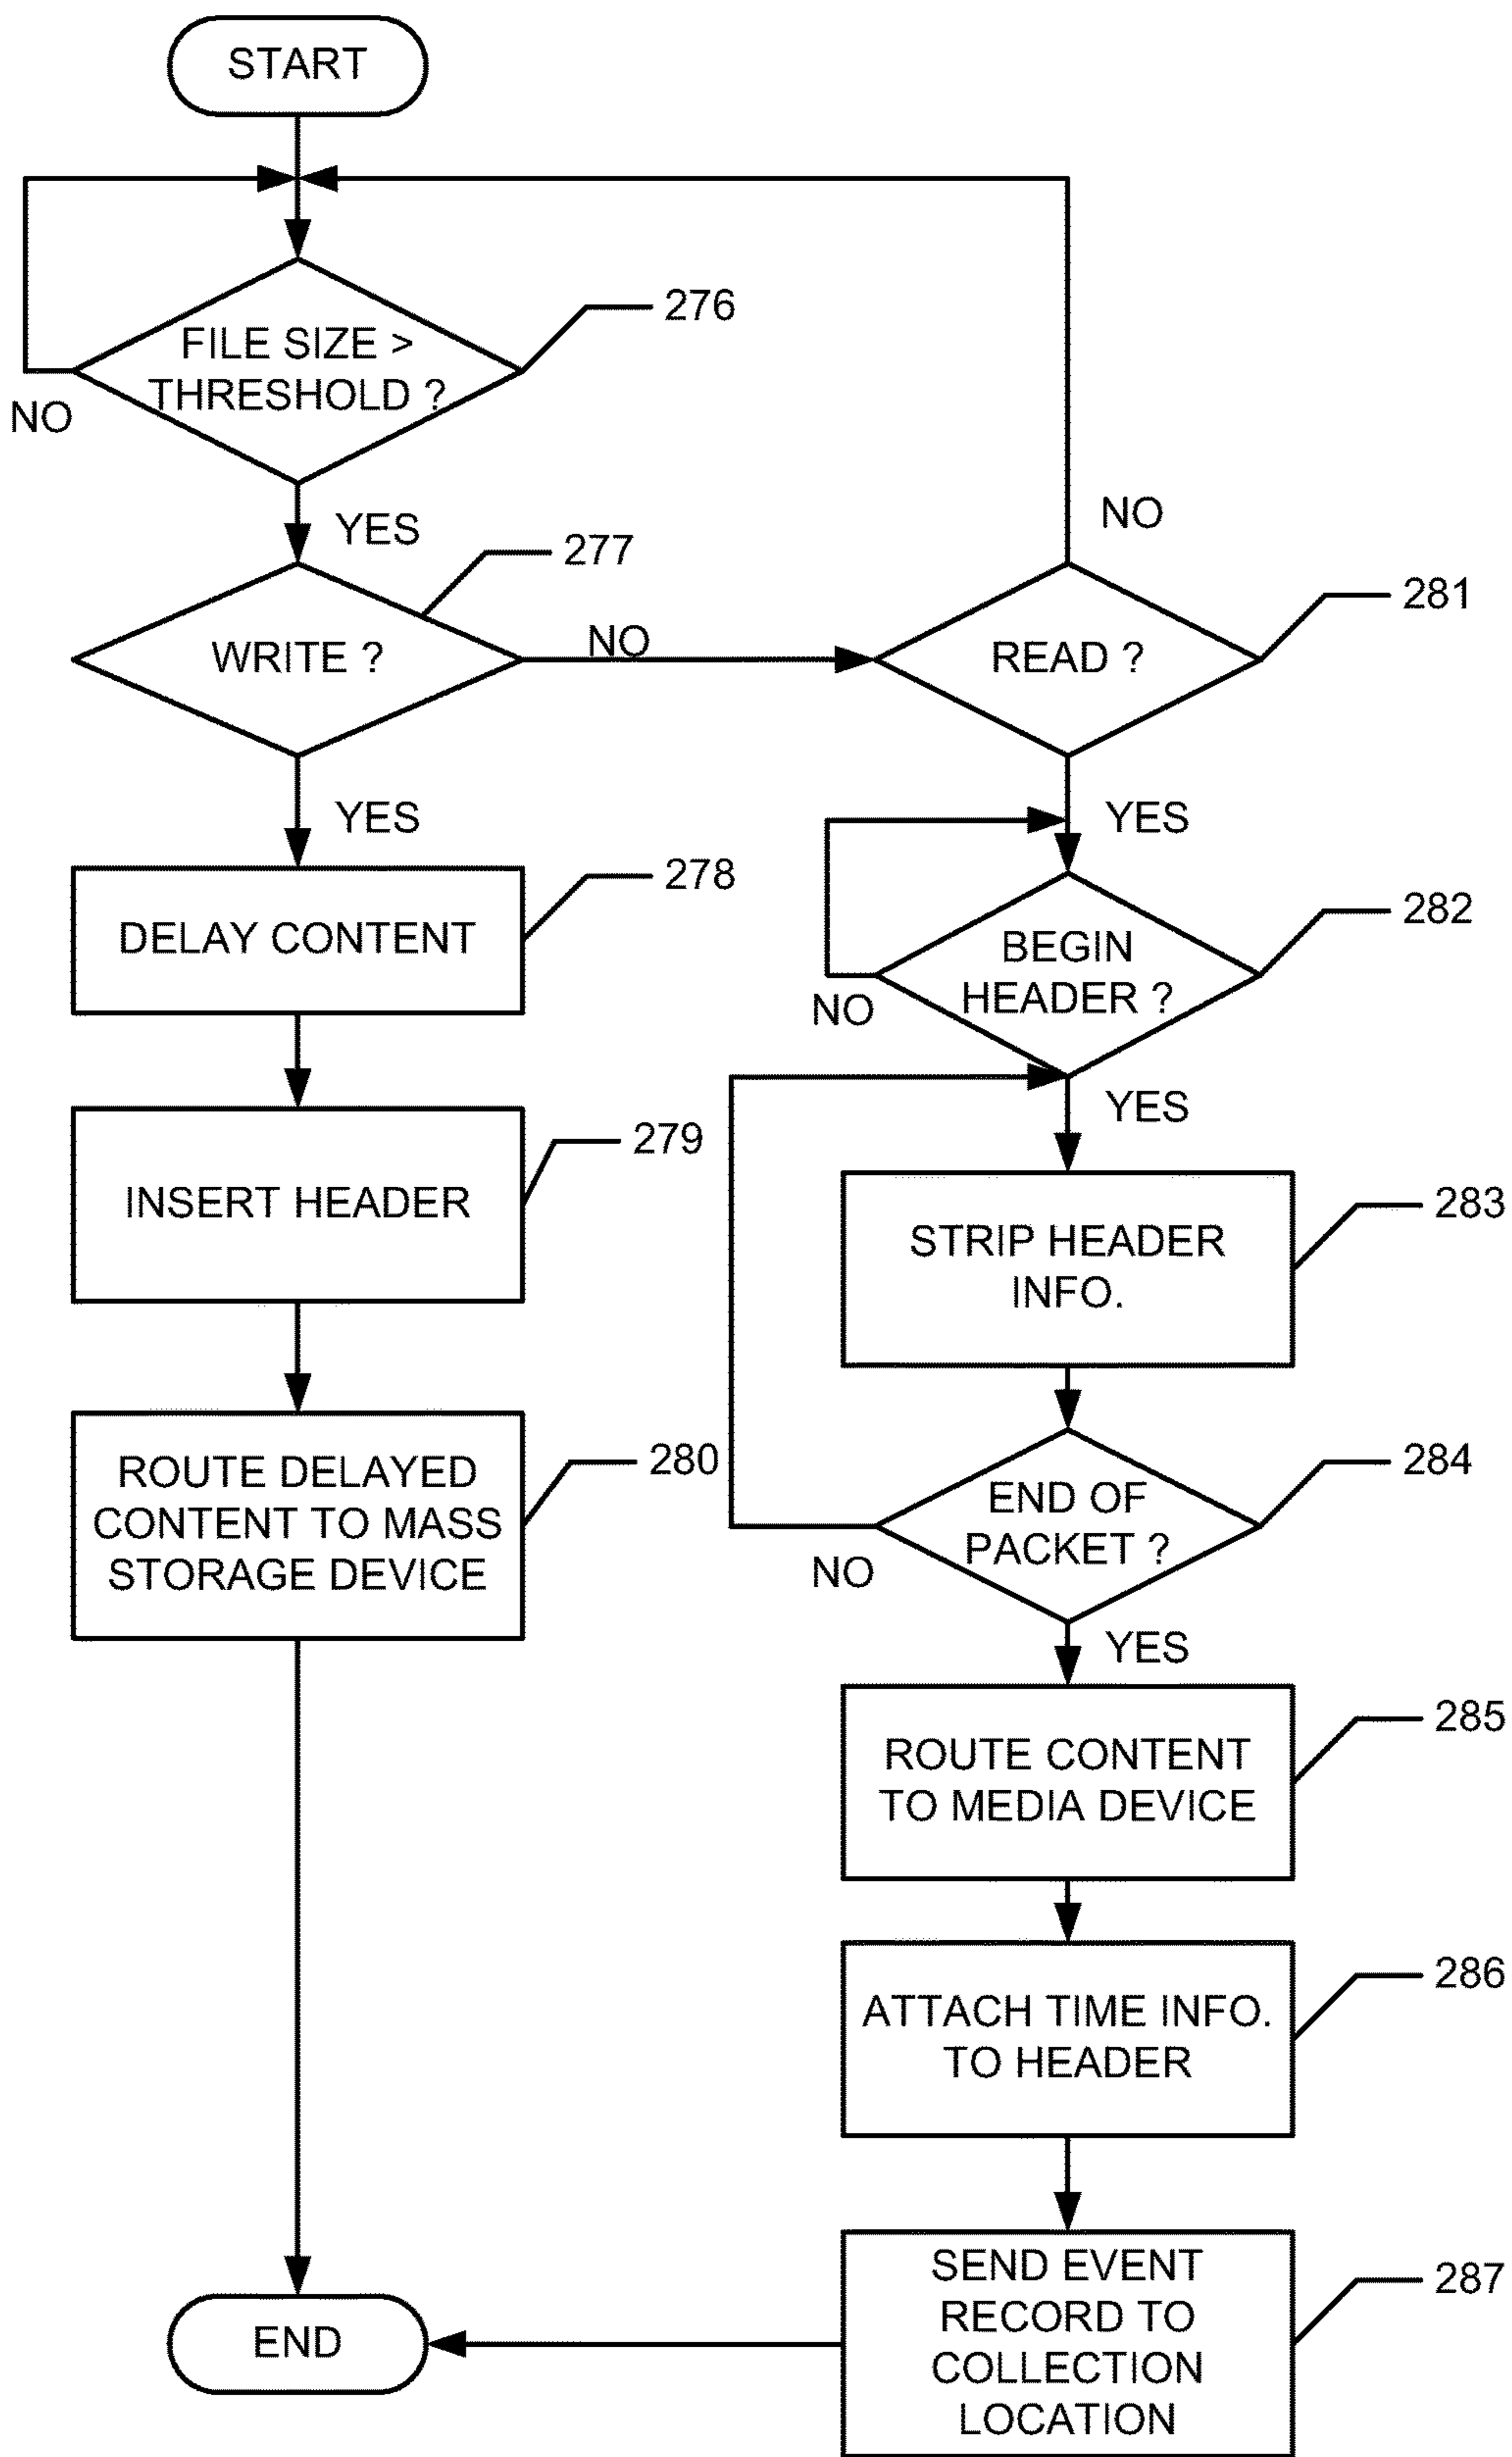 START
FILE SIZE >
THRESHOLD ?
276
NO
YES
277
WRITE ?
NO
NO
281
READ ?
YES
DELAY CONTENT
278
YES
BEGIN
HEADER ?
282
NO
INSERT HEADER
279
YES
STRIP HEADER
INFO.
283
ROUTE DELAYED
CONTENT TO MASS
STORAGE DEVICE
280
END OF
PACKET ?
284
NO
YES
ROUTE CONTENT
TO MEDIA DEVICE
285
ATTACH TIME INFO.
TO HEADER
286
SEND EVENT
RECORD TO
COLLECTION
LOCATION
287
END